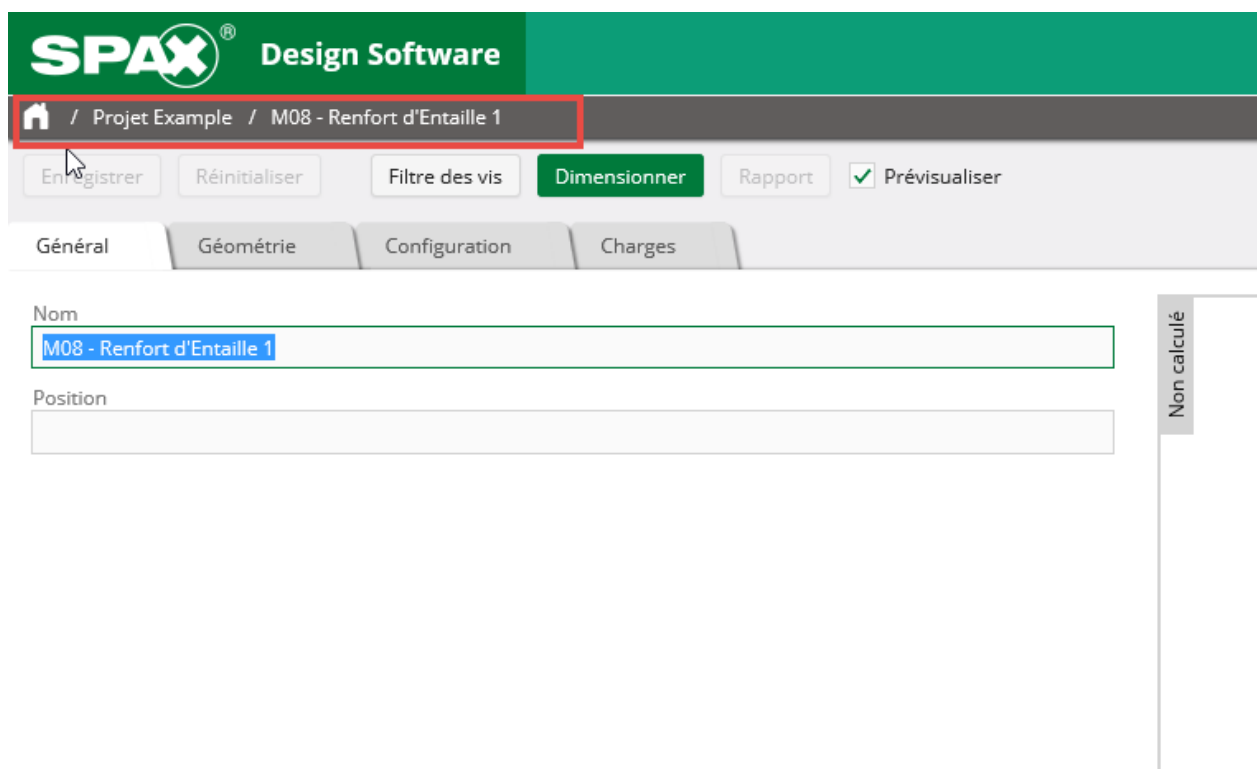 SPAX® Design Software
/ Projet Example / M08 - Renfort d'Entaille 1
Enregistrer Réinitialiser Filtre des vis Dimensionner Rapport Prévisualiser
Général Géométrie Configuration Charges
Nom
M08 - Renfort d'Entaille 1
Position
Non calculé